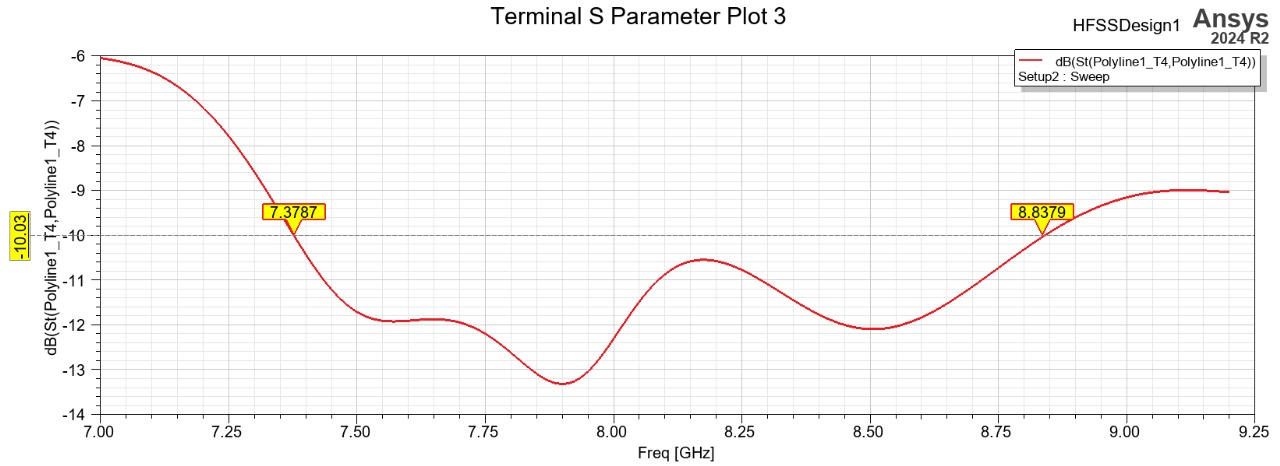 Terminal S Parameter Plot 3
HFSSDesign1
Ansys
2024 R2
dB(St(Polyline1_T4,Polyline1_T4))
Setup2 : Sweep
dB(St(Polyline1_T4,Polyline1_T4))
-10.03
-6
-7
-8
-9
-10
-11
-12
-13
-14
7.3787
8.8379
7.00
7.25
7.50
7.75
8.00
8.25
8.50
8.75
9.00
9.25
Freq [GHz]